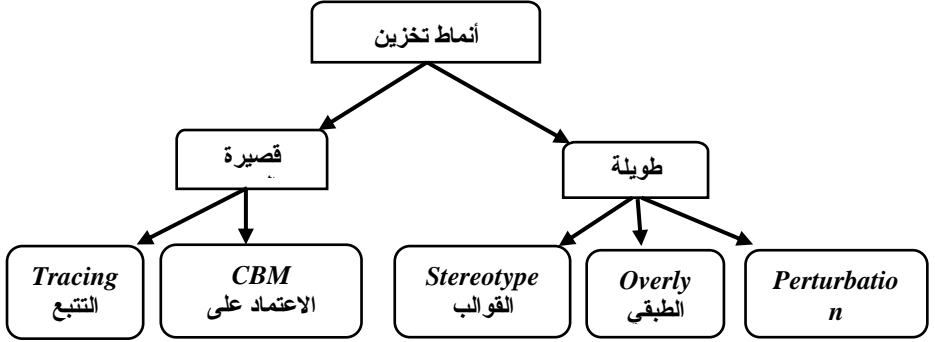 أنماط تخزين
قصيرة
طويلة
Tracing
التتبع
CBM
الاعتماد على
Stereotype
القوالب
Overly
الطبقي
Perturbatio
n